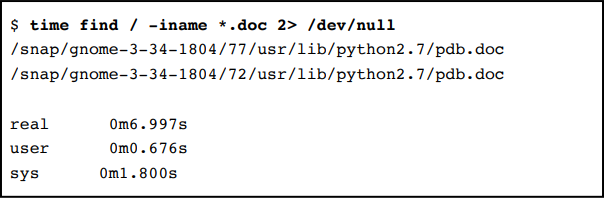 $ time find / -iname *.doc 2> /dev/null
/snap/gnome-3-34-1804/77/usr/lib/python2.7/pdb.doc
/snap/gnome-3-34-1804/72/usr/lib/python2.7/pdb.doc
real 0m6.997s
user 0m0.676s
sys 0m1.800s